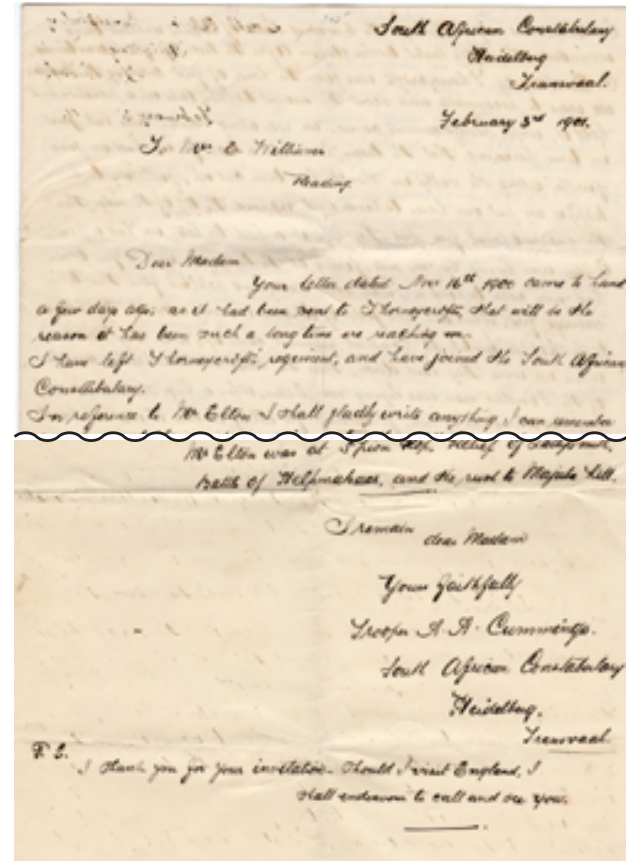 South African Constabulary
Heidelberg
Transvaal.
February 3rd 1901.
To Mrs E. Williams
Reading
Dear Madam
Your letter dated Nov 16th 1900 came to hand
a few days ago, as it had been sent to Thorneycrofts, that will be the
reason it has been such a long time in reaching me.
I have left Thorneycrofts regiment, and have joined the South African
Constabulary.
In reference to Mr Elton I shall gladly write anything I can remember
Mr Elton was at Spion Kop, relief of Ladysmith,
battle of Helpmakaar, and the rest to Majuba Hill.
I remain dear Madam
Yours faithfully
Trooper A. A. Cummings.
South African Constabulary
Heidelberg.
Transvaal.
P.S.
I thank you for your invitation. Should I visit England, I
shall endeavour to call and see you.